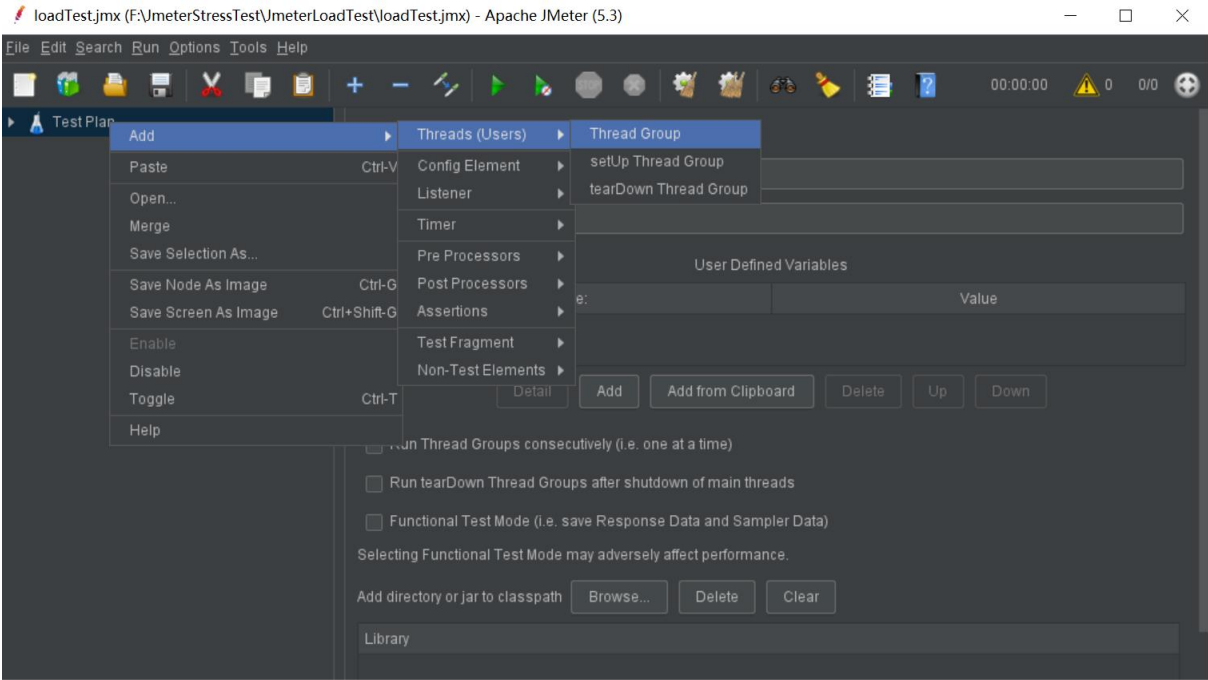 loadTest.jmx (F:\JmeterStressTest\JmeterLoadTest\loadTest.jmx) - Apache JMeter (5.3)
File Edit Search Run Options Tools Help
STOP 00:00:00 0 0/0
Test Plan
Add
Paste Ctrl-V
Open...
Merge
Save Selection As...
Save Node As Image Ctrl-G
Save Screen As Image Ctrl+Shift-G
Enable
Disable
Toggle Ctrl-T
Help
Threads (Users)
Config Element
Listener
Timer
Pre Processors
Post Processors
Assertions
Test Fragment
Non-Test Elements
Thread Group
setUp Thread Group
tearDown Thread Group
User Defined Variables
e: Value
Detail Add Add from Clipboard Delete Up Down
Run Thread Groups consecutively (i.e. one at a time)
Run tearDown Thread Groups after shutdown of main threads
Functional Test Mode (i.e. save Response Data and Sampler Data)
Selecting Functional Test Mode may adversely affect performance.
Add directory or jar to classpath Browse... Delete Clear
Library